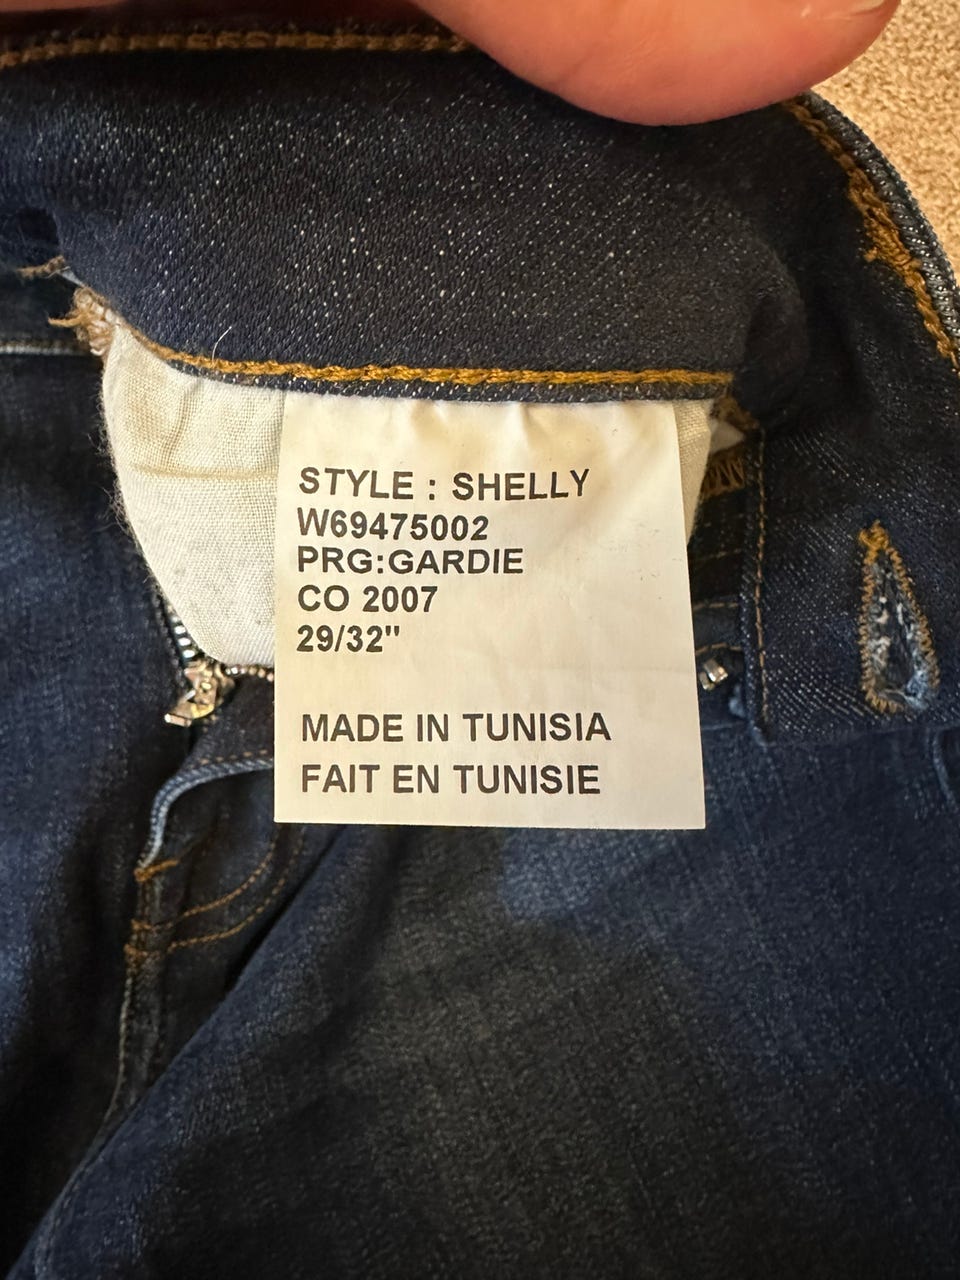 STYLE : SHELLY
W69475002
PRG:GARDIE
CO 2007
29/32"
MADE IN TUNISIA
FAIT EN TUNISIE